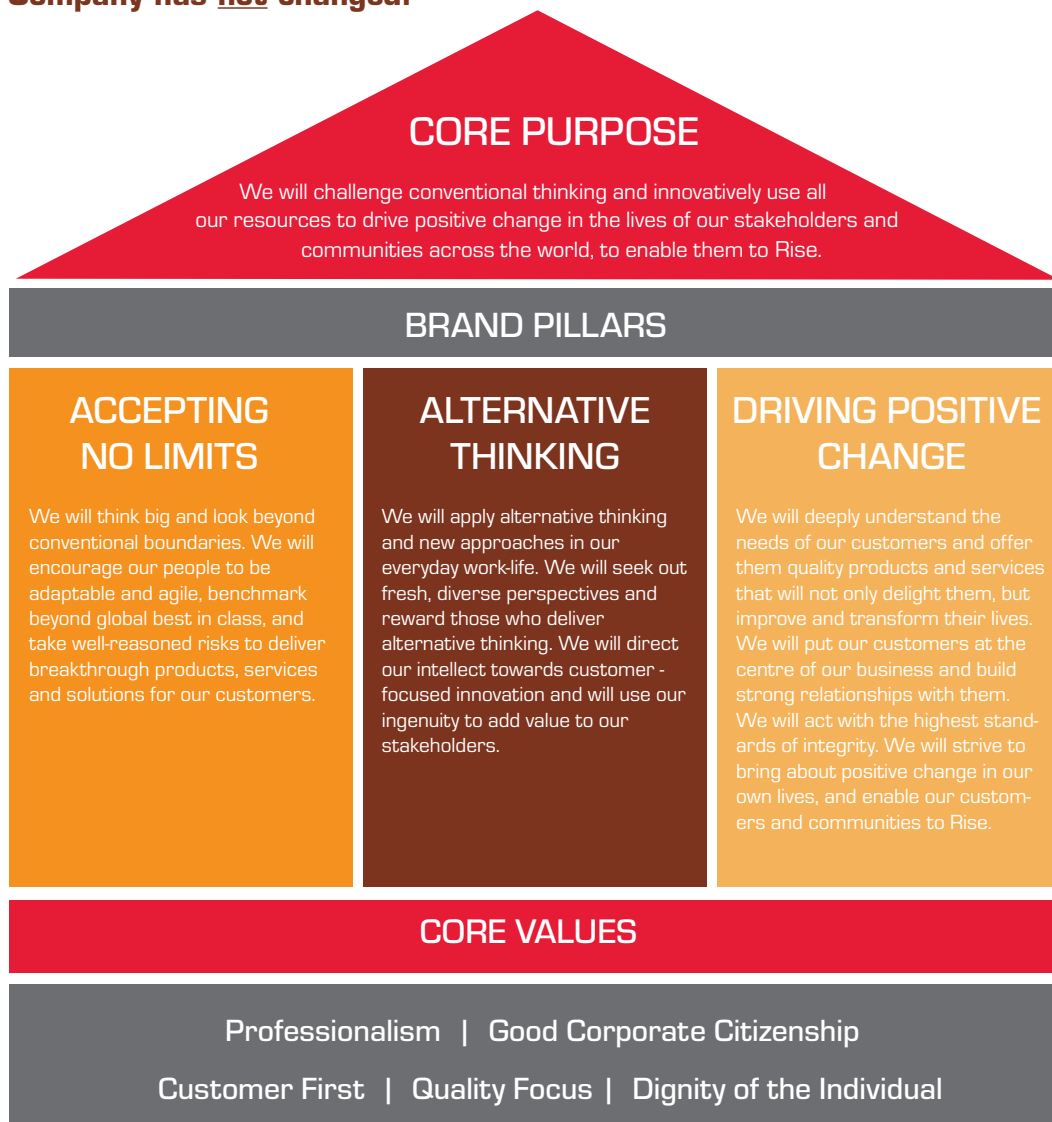 Company has not changed.
CORE PURPOSE
We will challenge conventional thinking and innovatively use all
our resources to drive positive change in the lives of our stakeholders and
communities across the world, to enable them to Rise.
BRAND PILLARS
ACCEPTING
NO LIMITS
We will think big and look beyond
conventional boundaries. We will
encourage our people to be
adaptable and agile, benchmark
beyond global best in class, and
take well-reasoned risks to deliver
breakthrough products, services
and solutions for our customers.
ALTERNATIVE
THINKING
We will apply alternative thinking
and new approaches in our
everyday work-life. We will seek out
fresh, diverse perspectives and
reward those who deliver
alternative thinking. We will direct
our intellect towards customer -
focused innovation and will use our
ingenuity to add value to our
stakeholders.
DRIVING POSITIVE
CHANGE
We will deeply understand the
needs of our customers and offer
them quality products and services
that will not only delight them, but
improve and transform their lives.
We will put our customers at the
centre of our business and build
strong relationships with them.
We will act with the highest stand-
ards of integrity. We will strive to
bring about positive change in our
own lives, and enable our custom-
ers and communities to Rise.
CORE VALUES
Professionalism | Good Corporate Citizenship
Customer First | Quality Focus | Dignity of the Individual